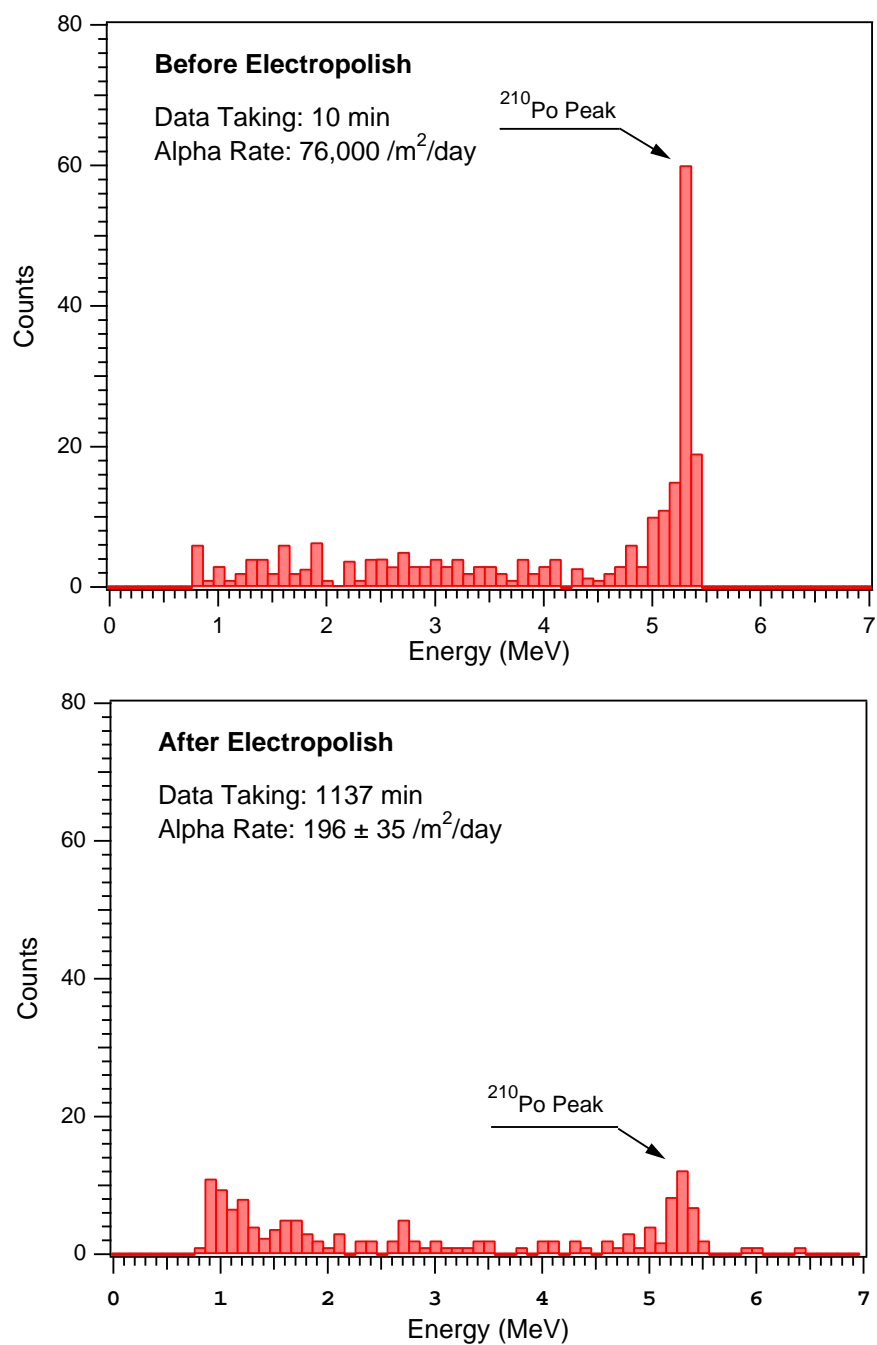 80
60
40
20
0
Counts
Before Electropolish
Data Taking: 10 min
Alpha Rate: 76,000 /m²/day
²¹⁰Po Peak
0 1 2 3 4 5 6 7
Energy (MeV)
80
60
40
20
0
Counts
After Electropolish
Data Taking: 1137 min
Alpha Rate: 196 ± 35 /m²/day
²¹⁰Po Peak
0 1 2 3 4 5 6 7
Energy (MeV)